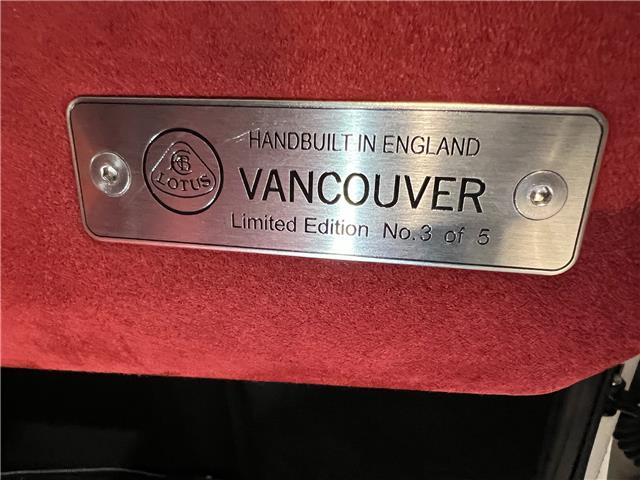 HANDBUILT IN ENGLAND
LOTUS
VANCOUVER
Limited Edition No.3 of 5